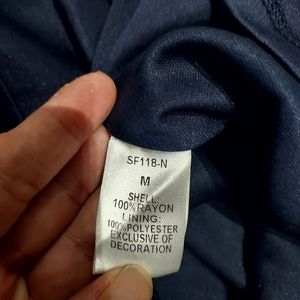 SF118-N
M
SHELL:
100%RAYON
LINING:
100%POLYESTER
EXCLUSIVE OF
DECORATION